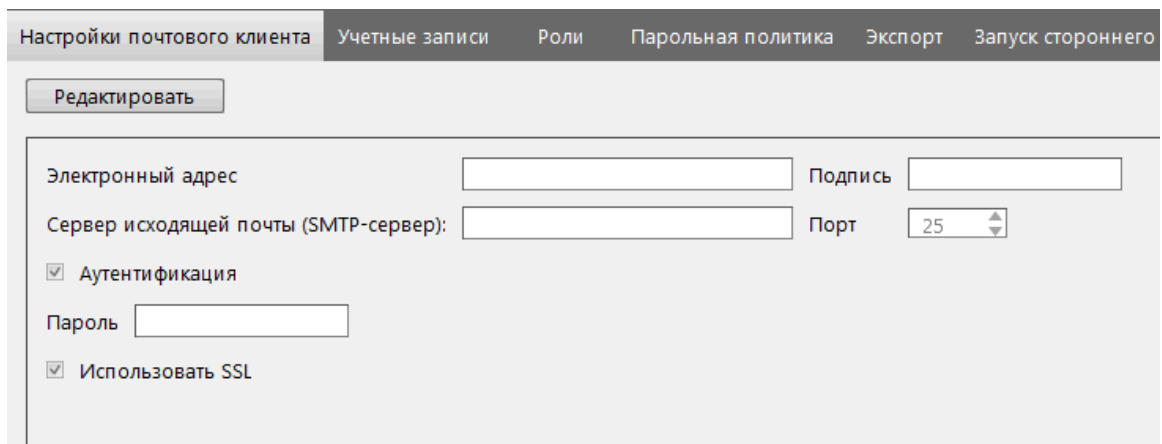 Настройки почтового клиента Учетные записи Роли Парольная политика Экспорт Запуск стороннего
Редактировать
Электронный адрес Подпись
Сервер исходящей почты (SMTP-сервер): Порт 25
Аутентификация
Пароль
Использовать SSL